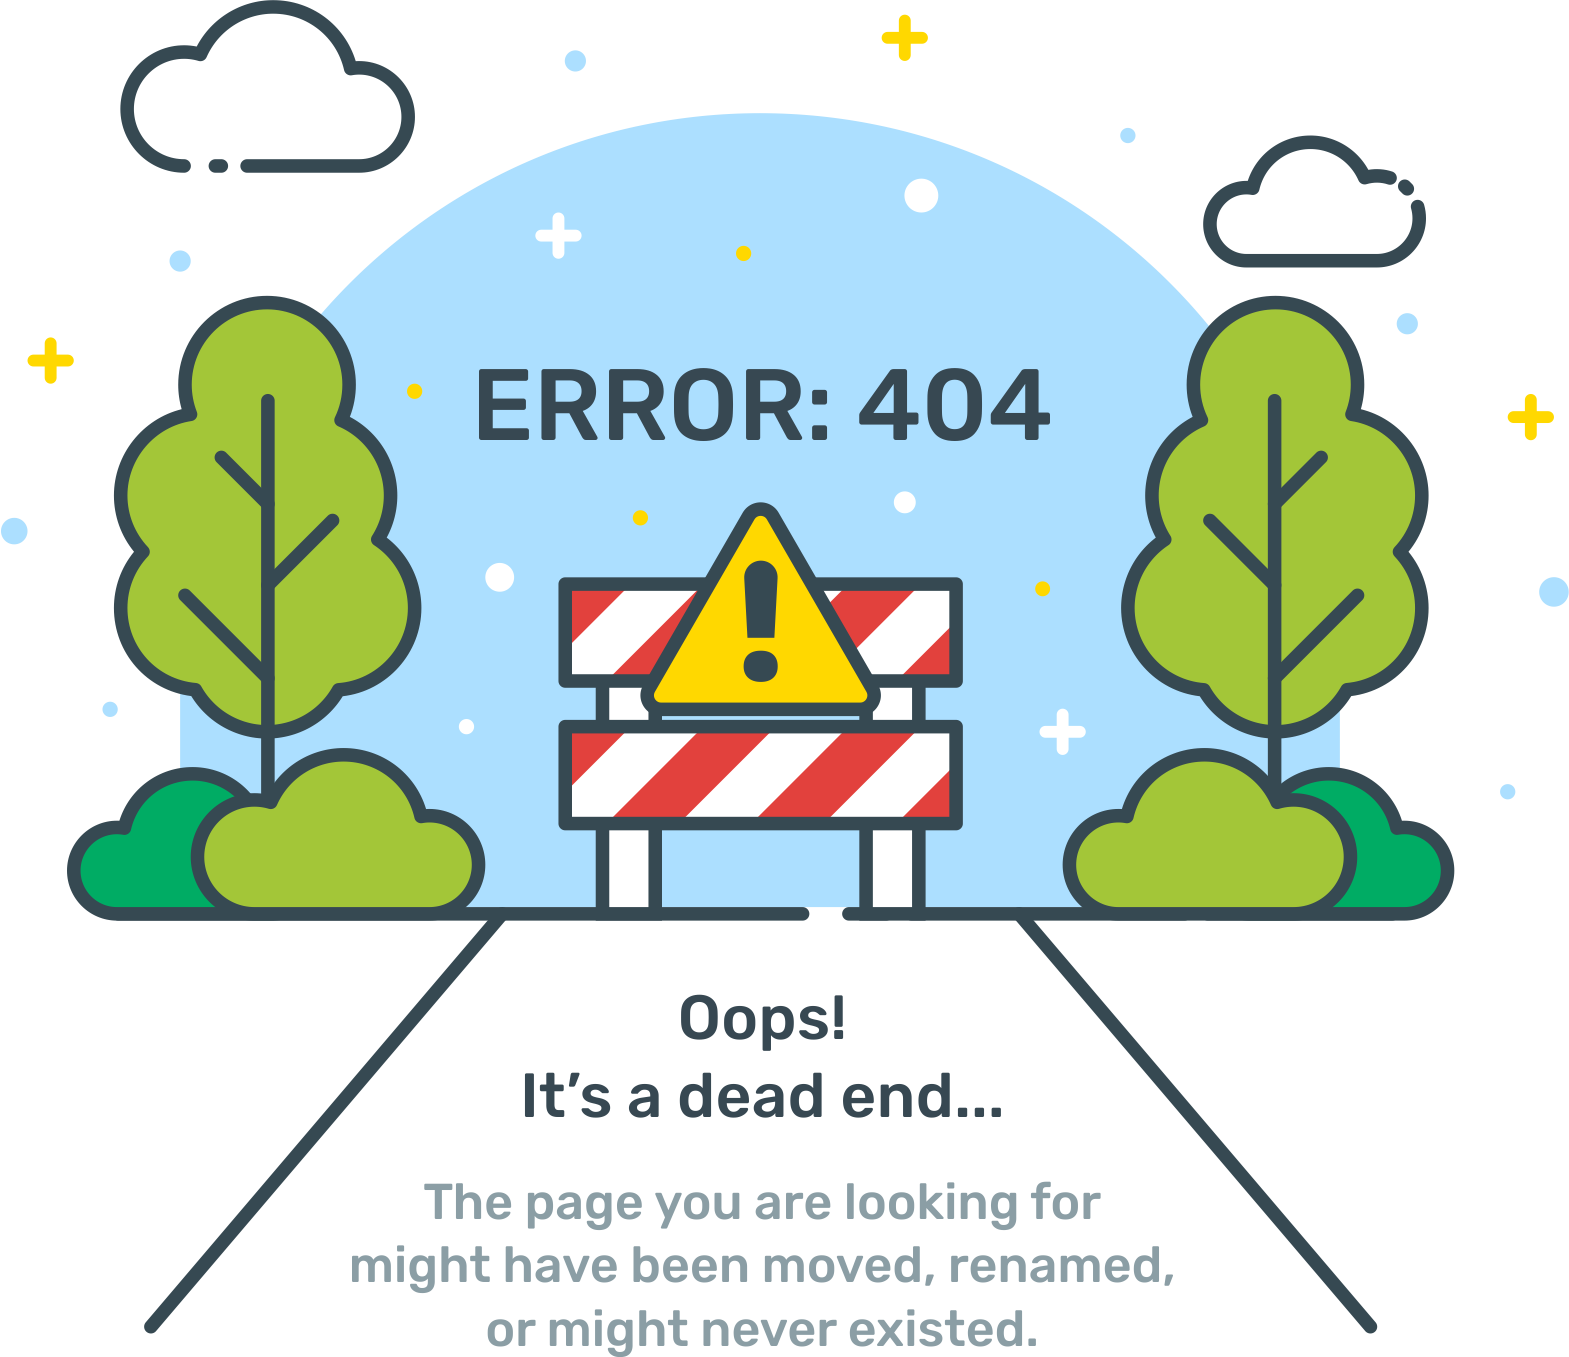 ERROR: 404
!
Oops!
It’s a dead end...
The page you are looking for
might have been moved, renamed,
or might never existed.